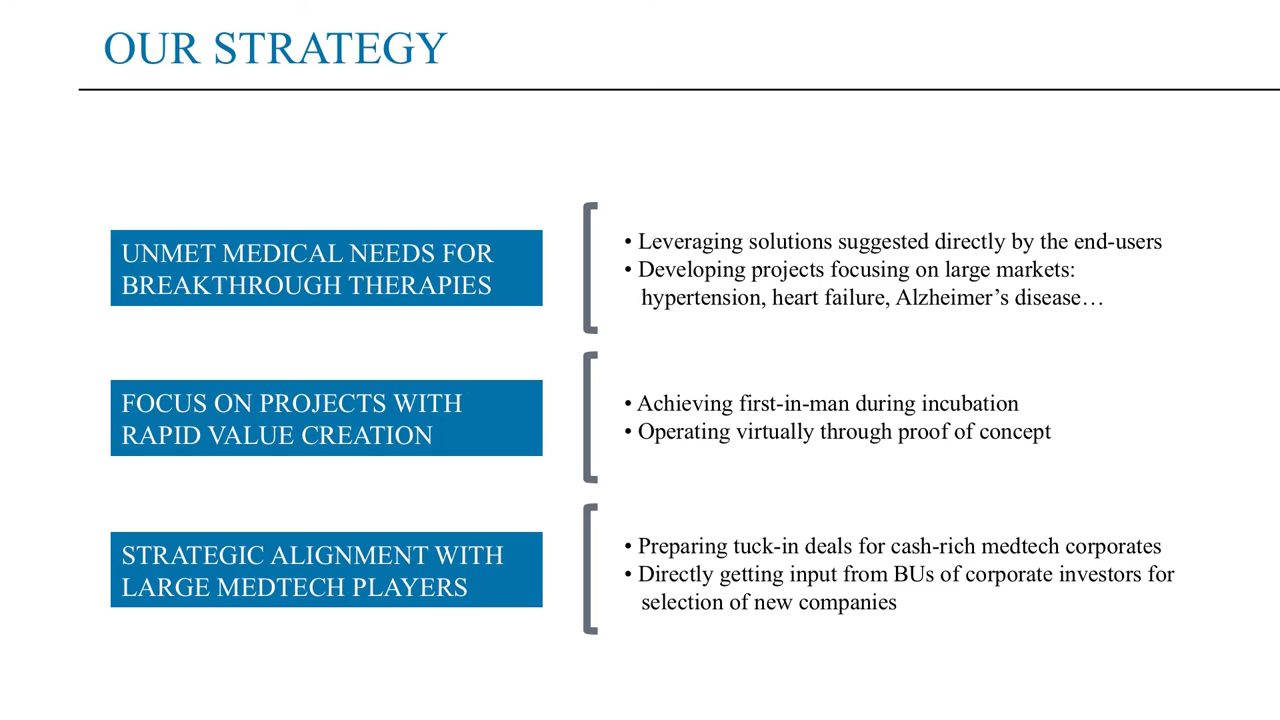 OUR STRATEGY
UNMET MEDICAL NEEDS FOR
BREAKTHROUGH THERAPIES
• Leveraging solutions suggested directly by the end-users
• Developing projects focusing on large markets:
hypertension, heart failure, Alzheimer’s disease…
FOCUS ON PROJECTS WITH
RAPID VALUE CREATION
• Achieving first-in-man during incubation
• Operating virtually through proof of concept
STRATEGIC ALIGNMENT WITH
LARGE MEDTECH PLAYERS
• Preparing tuck-in deals for cash-rich medtech corporates
• Directly getting input from BUs of corporate investors for
selection of new companies